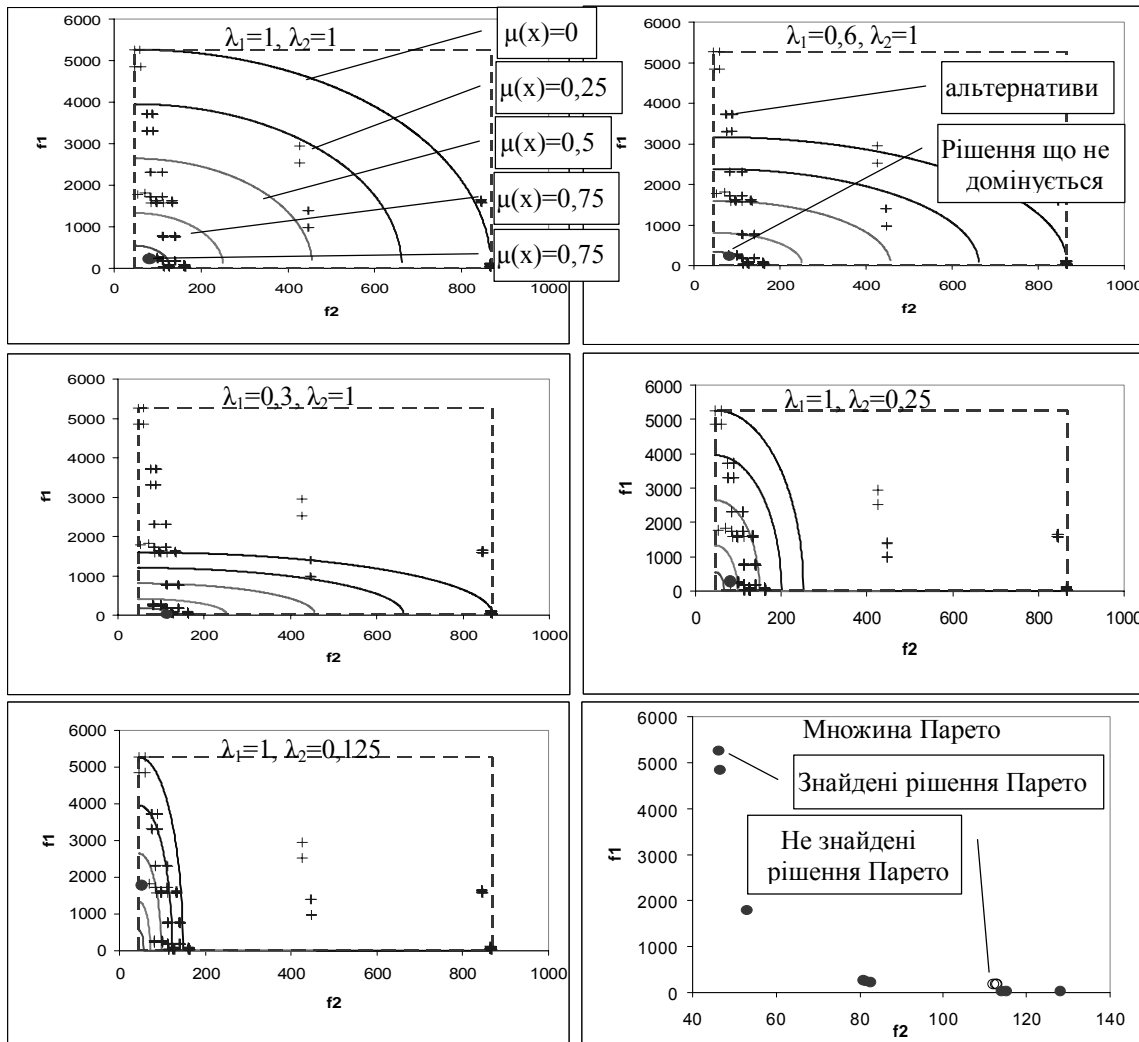 λ₁=1, λ₂=1
μ(x)=0
μ(x)=0,25
μ(x)=0,5
μ(x)=0,75
μ(x)=0,75
6000
5000
4000
3000
2000
1000
0
0 200 400 600 800 1000
f1
f2
λ₁=0,6, λ₂=1
альтернативи
Рішення що не
домінується
6000
5000
4000
3000
2000
1000
0
0 200 400 600 800 1000
f1
f2
λ₁=0,3, λ₂=1
6000
5000
4000
3000
2000
1000
0
0 200 400 600 800 1000
f1
f2
λ₁=1, λ₂=0,25
6000
5000
4000
3000
2000
1000
0
0 200 400 600 800 1000
f1
f2
λ₁=1, λ₂=0,125
6000
5000
4000
3000
2000
1000
0
0 200 400 600 800 1000
f1
f2
Множина Парето
Знайдені рішення Парето
Не знайдені
рішення Парето
6000
5000
4000
3000
2000
1000
0
40 60 80 100 120 140
f1
f2